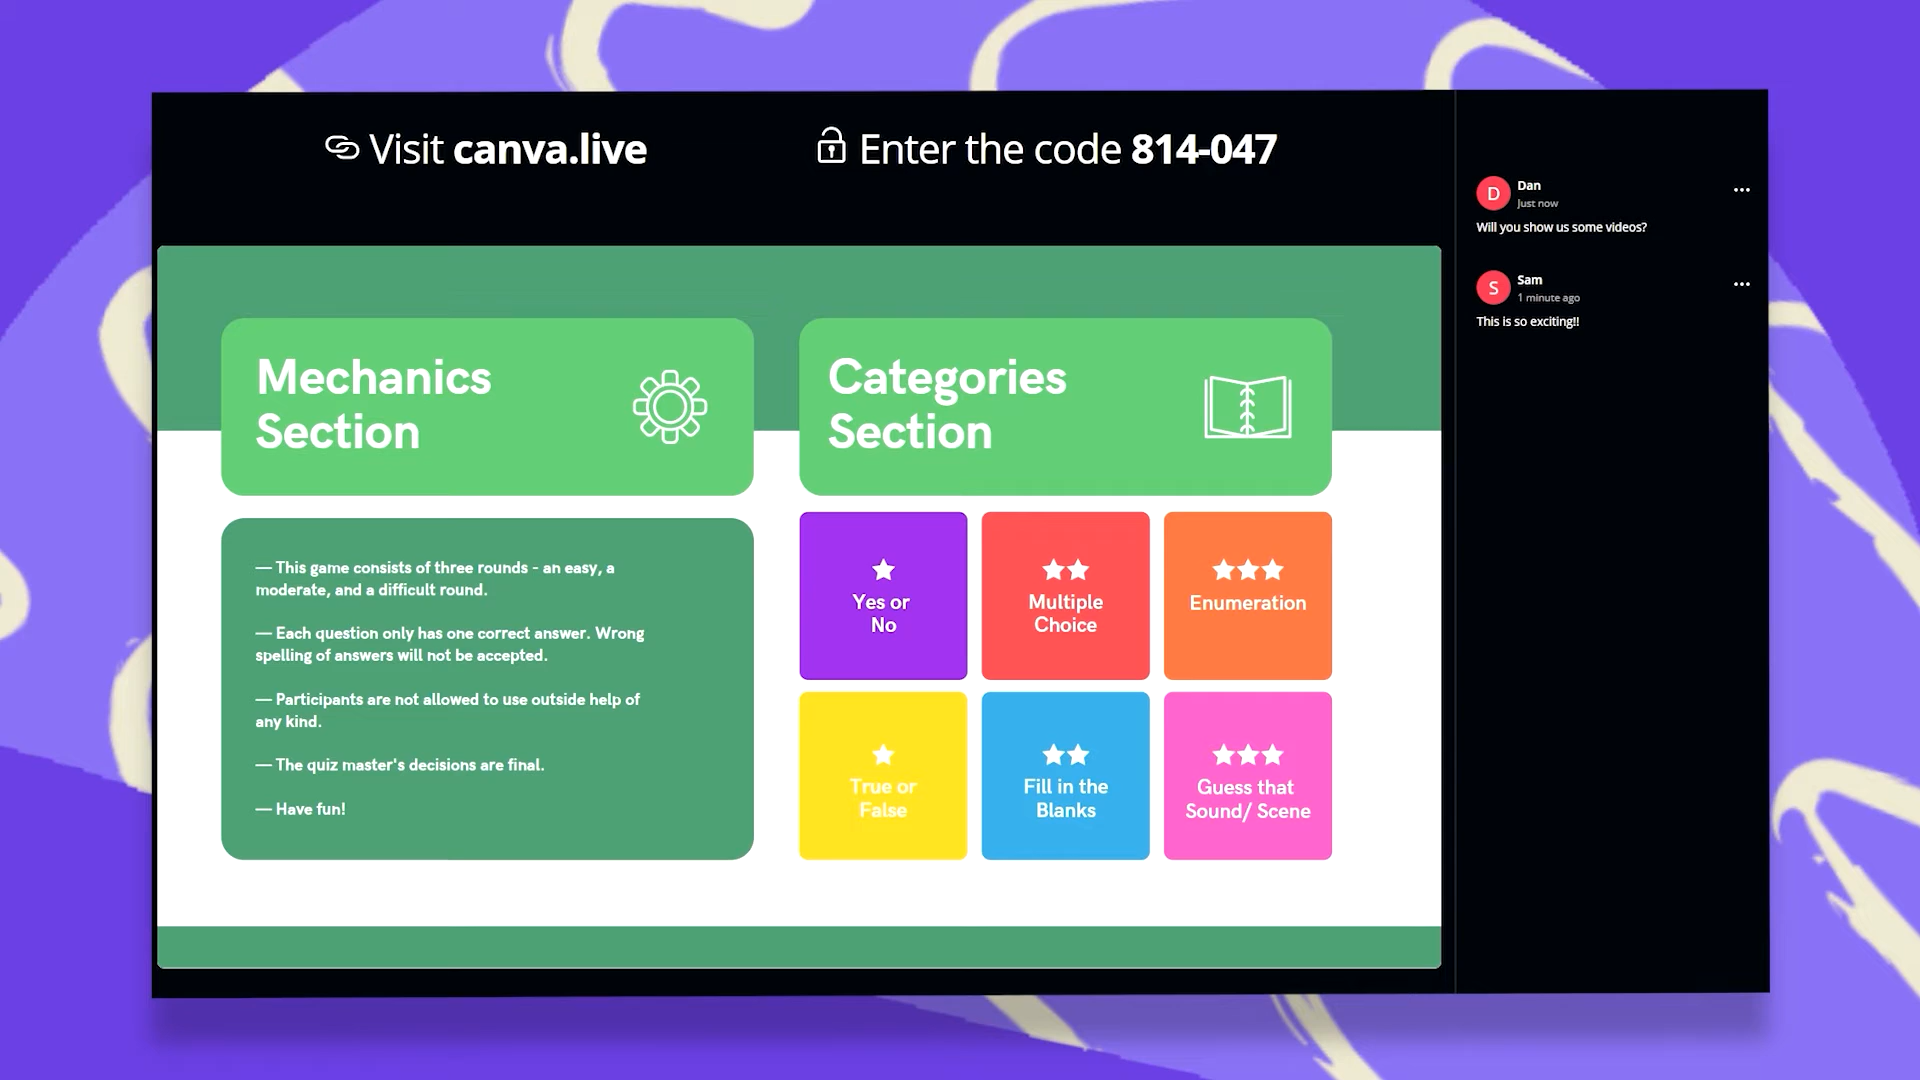 Visit canva.live
Enter the code 814-047
Mechanics
Section
— This game consists of three rounds - an easy, a
moderate, and a difficult round.
— Each question only has one correct answer. Wrong
spelling of answers will not be accepted.
— Participants are not allowed to use outside help of
any kind.
— The quiz master's decisions are final.
— Have fun!
Categories
Section
Yes or
No
Multiple
Choice
Enumeration
True or
False
Fill in the
Blanks
Guess that
Sound/ Scene
D
Dan
Just now
Will you show us some videos?
S
Sam
1 minute ago
This is so exciting!!